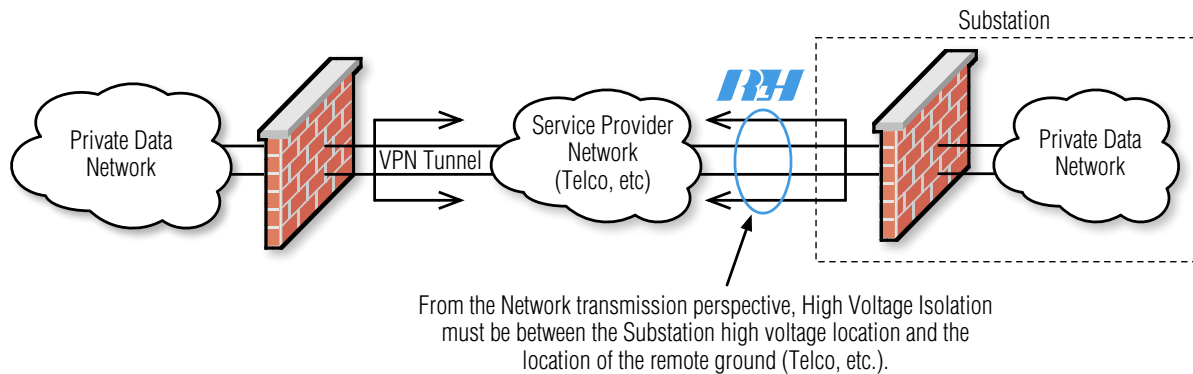 Substation
RLH
Private Data
Network
VPN Tunnel
Service Provider
Network
(Telco, etc)
Private Data
Network
From the Network transmission perspective, High Voltage Isolation
must be between the Substation high voltage location and the
location of the remote ground (Telco, etc.).